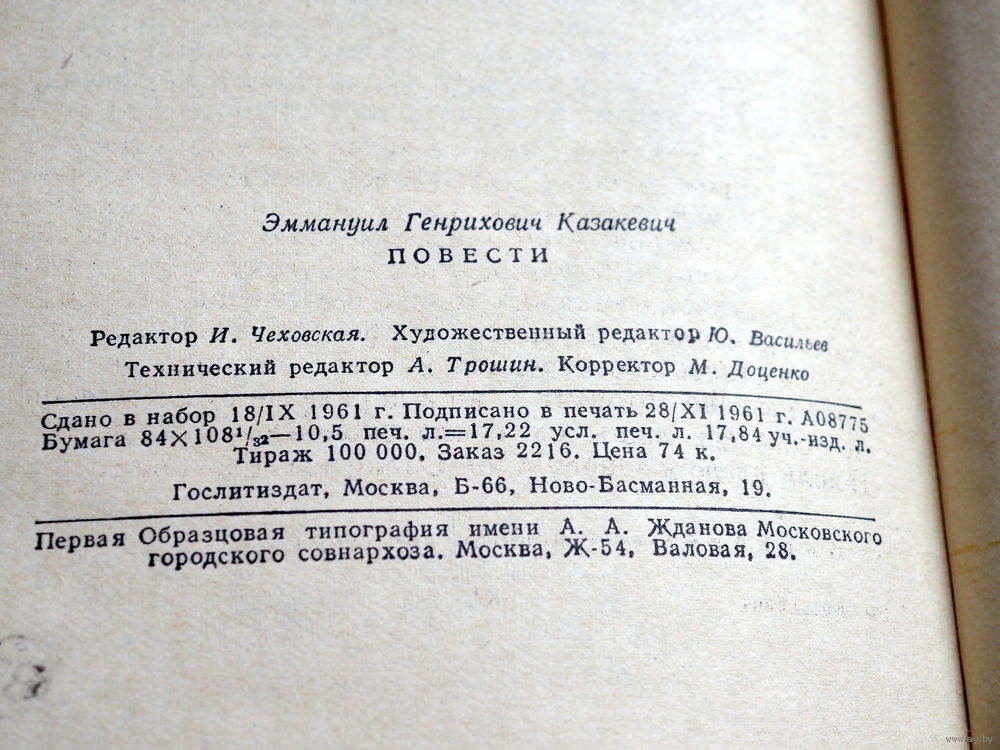 Эммануил Генрихович Казакевич
ПОВЕСТИ
Редактор И. Чеховская. Художественный редактор Ю. Васильев
Технический редактор А. Трошин. Корректор М. Доценко
Сдано в набор 18/IX 1961 г. Подписано в печать 28/XI 1961 г. А08775
Бумага 84×108¹/₃₂—10,5 печ. л.=17,22 усл. печ. л. 17,84 уч.-изд. л.
Тираж 100 000. Заказ 2216. Цена 74 к.
Гослитиздат, Москва, Б-66, Ново-Басманная, 19.
Первая Образцовая типография имени А. А. Жданова Московского
городского совнархоза. Москва, Ж-54, Валовая, 28.
www.ay.by